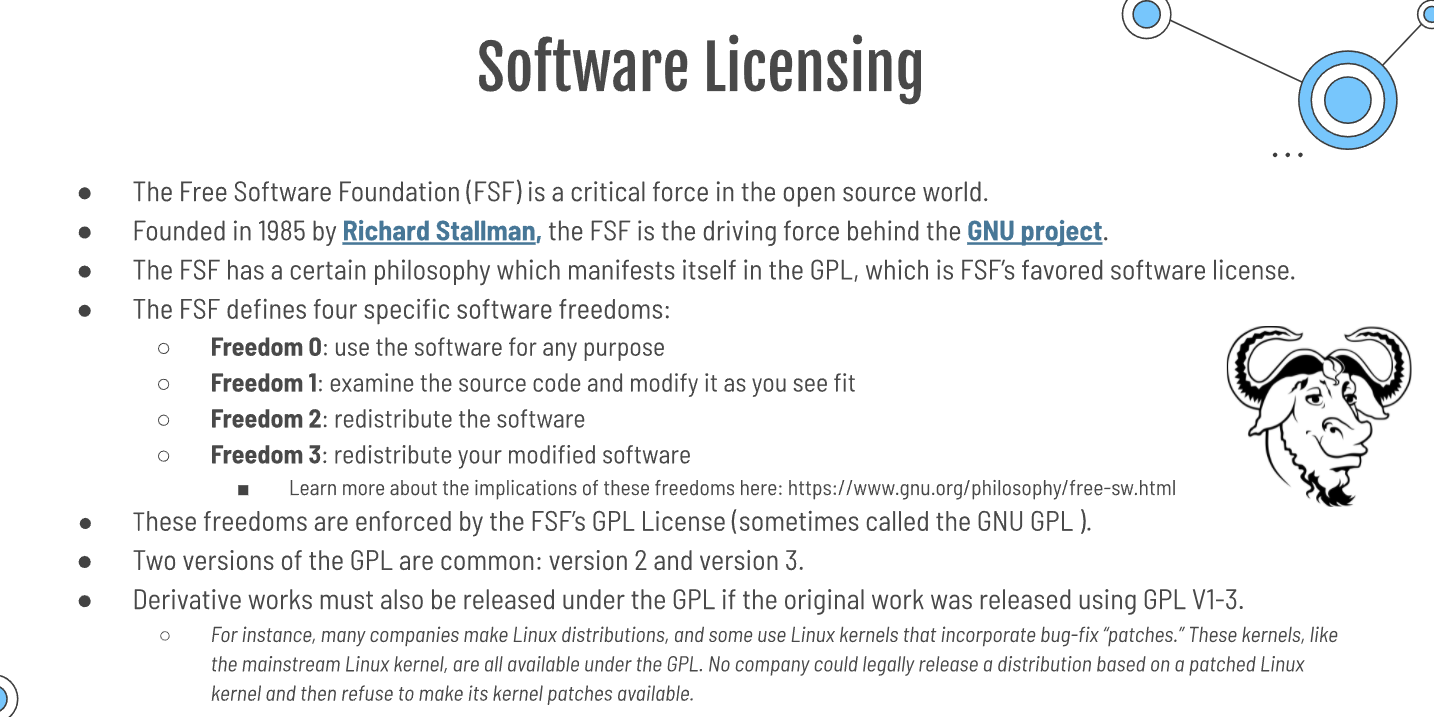 Software Licensing
...
● The Free Software Foundation (FSF) is a critical force in the open source world.
● Founded in 1985 by Richard Stallman, the FSF is the driving force behind the GNU project.
● The FSF has a certain philosophy which manifests itself in the GPL, which is FSF’s favored software license.
● The FSF defines four specific software freedoms:
○ Freedom 0: use the software for any purpose
○ Freedom 1: examine the source code and modify it as you see fit
○ Freedom 2: redistribute the software
○ Freedom 3: redistribute your modified software
■ Learn more about the implications of these freedoms here: https://www.gnu.org/philosophy/free-sw.html
● These freedoms are enforced by the FSF’s GPL License (sometimes called the GNU GPL ).
● Two versions of the GPL are common: version 2 and version 3.
● Derivative works must also be released under the GPL if the original work was released using GPL V1-3.
○ For instance, many companies make Linux distributions, and some use Linux kernels that incorporate bug-fix “patches.” These kernels, like
the mainstream Linux kernel, are all available under the GPL. No company could legally release a distribution based on a patched Linux
kernel and then refuse to make its kernel patches available.